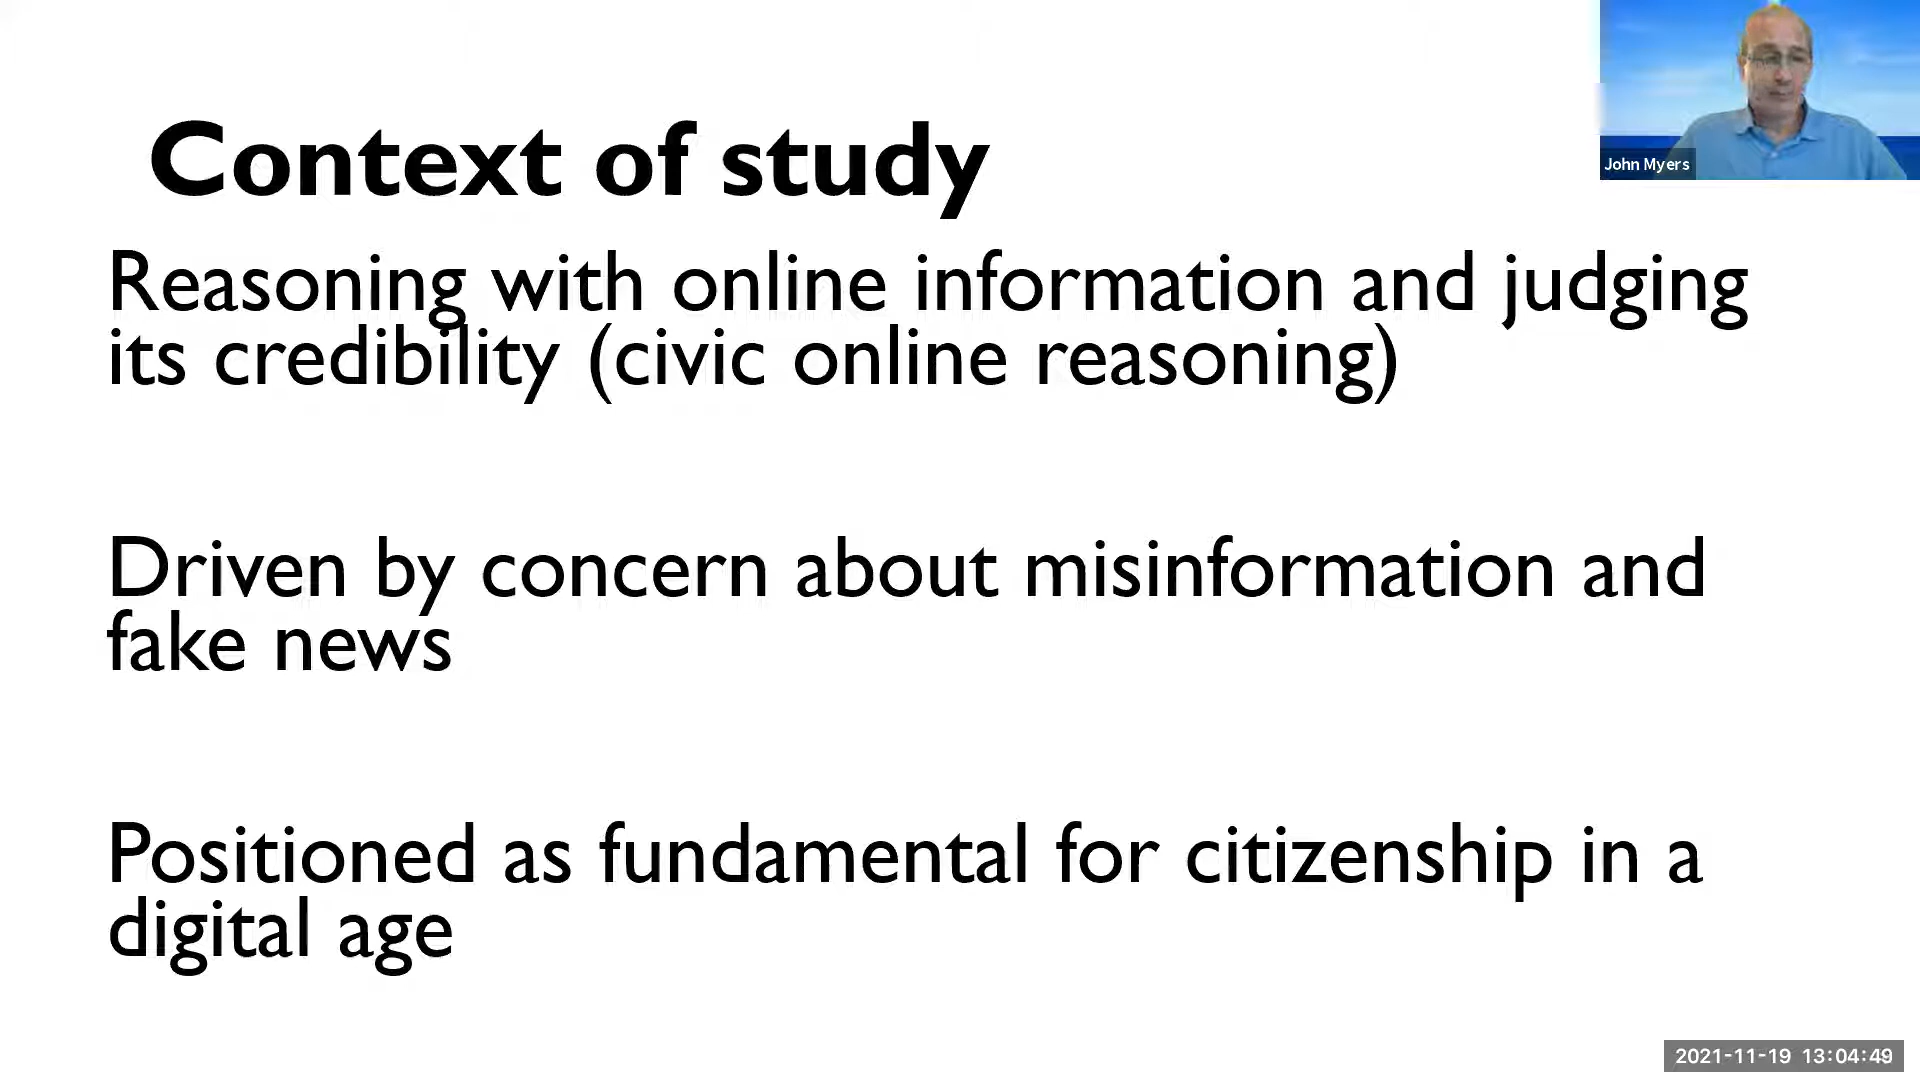 Context of study
John Myers
Reasoning with online information and judging
its credibility (civic online reasoning)
Driven by concern about misinformation and
fake news
Positioned as fundamental for citizenship in a
digital age
2021-11-19 13:04:49